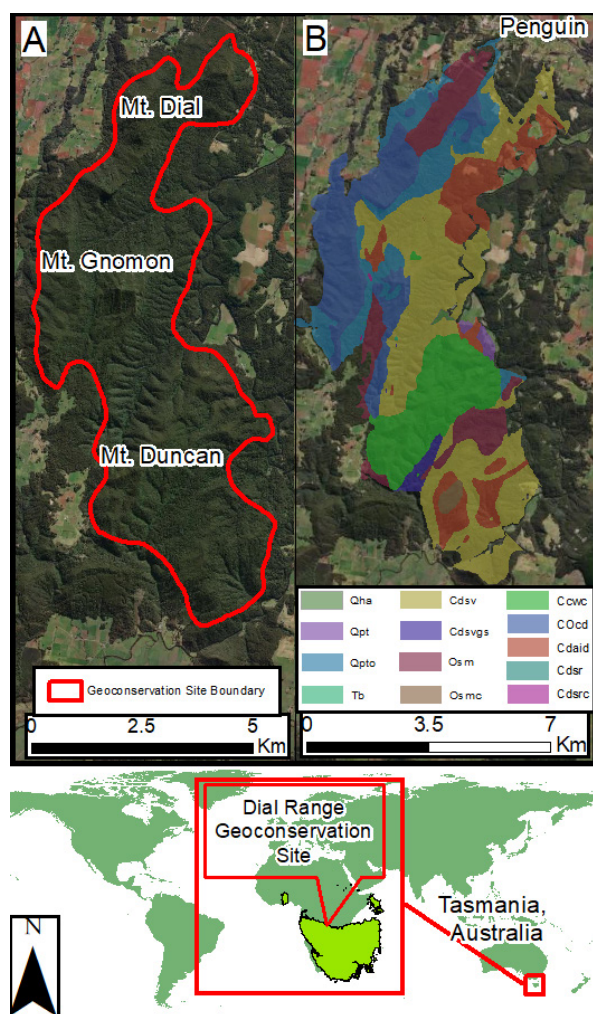 A
Mt. Dial
Mt. Gnomon
Mt. Duncan
Geoconservation Site Boundary
0 2.5 5
Km
B
Penguin
Qha Cdsv Ccwc
Qpt Cdsvgs COcd
Qpto Osm Cdaid
Tb Osmc Cdsr
Cdsrc
0 3.5 7
Km
Dial Range
Geoconservation
Site
Tasmania,
Australia
N